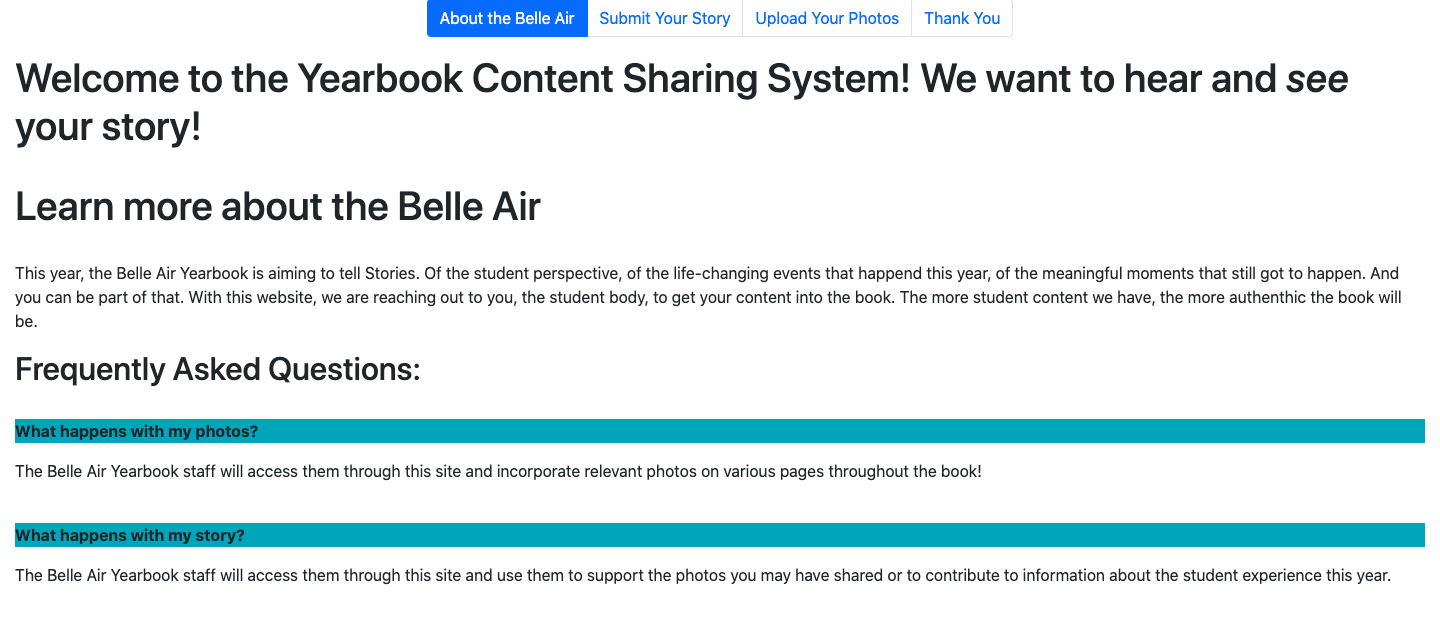 About the Belle Air Submit Your Story Upload Your Photos Thank You
Welcome to the Yearbook Content Sharing System! We want to hear and see
your story!
Learn more about the Belle Air
This year, the Belle Air Yearbook is aiming to tell Stories. Of the student perspective, of the life-changing events that happend this year, of the meaningful moments that still got to happen. And
you can be part of that. With this website, we are reaching out to you, the student body, to get your content into the book. The more student content we have, the more authenthic the book will
be.
Frequently Asked Questions:
What happens with my photos?
The Belle Air Yearbook staff will access them through this site and incorporate relevant photos on various pages throughout the book!
What happens with my story?
The Belle Air Yearbook staff will access them through this site and use them to support the photos you may have shared or to contribute to information about the student experience this year.